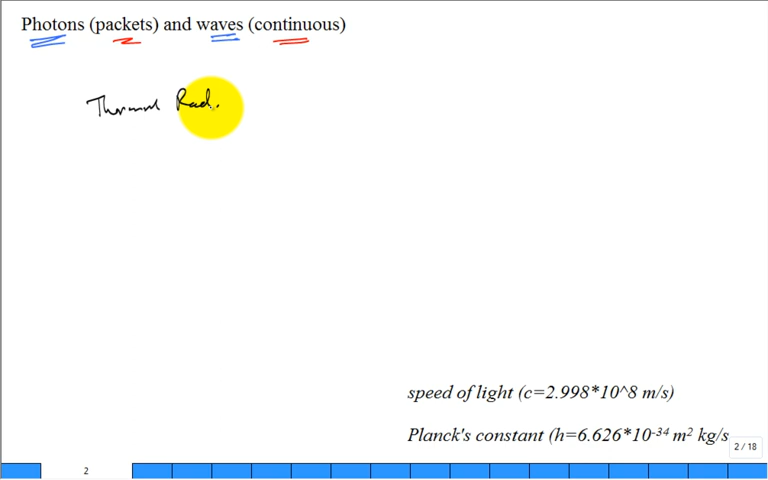 Photons (packets) and waves (continuous)
Thermal Rad.
speed of light (c=2.998*10^8 m/s)
Planck's constant (h=6.626*10⁻³⁴ m² kg/s
2 / 18
2